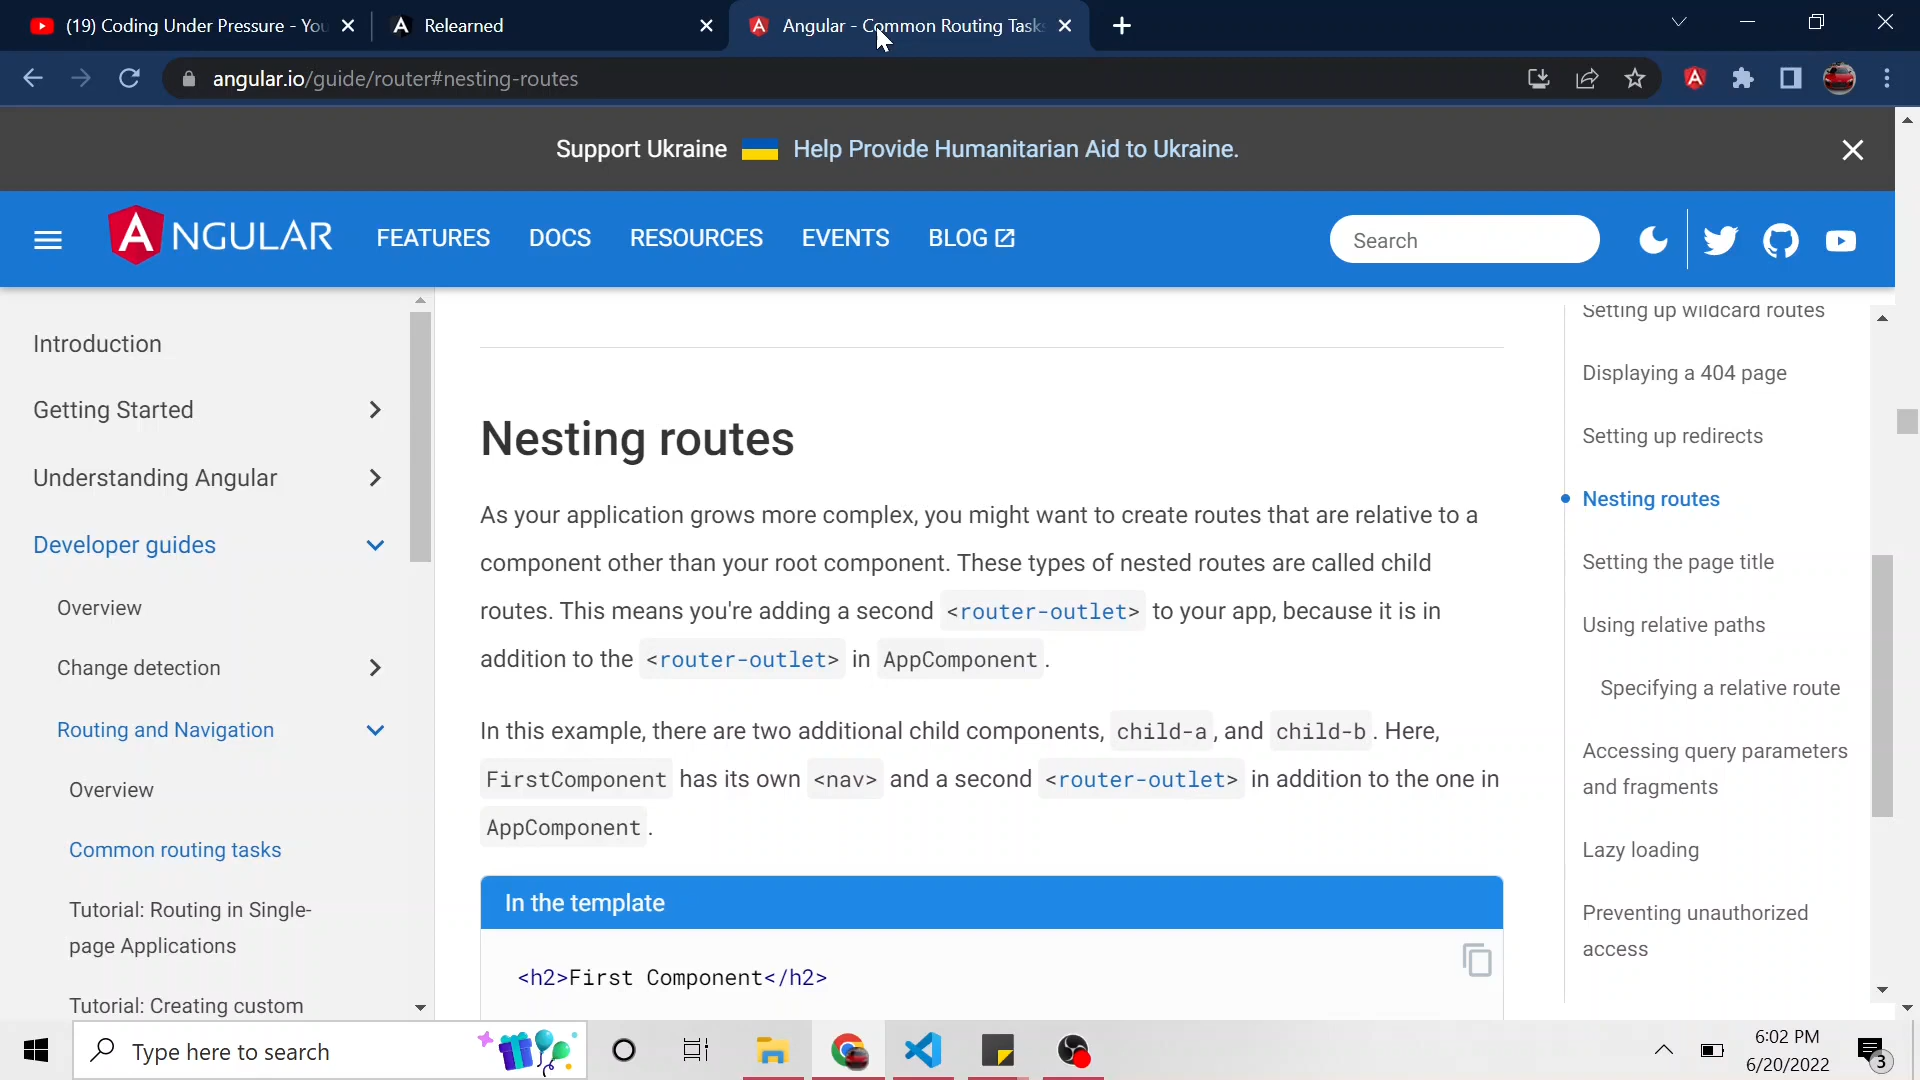 (19) Coding Under Pressure - You
Relearned
Angular - Common Routing Tasks
angular.io/guide/router#nesting-routes
Support Ukraine Help Provide Humanitarian Aid to Ukraine.
ANGULAR
FEATURES DOCS RESOURCES EVENTS BLOG
Search
Introduction
Getting Started
Understanding Angular
Developer guides
Overview
Change detection
Routing and Navigation
Overview
Common routing tasks
Tutorial: Routing in Single-
page Applications
Tutorial: Creating custom
Nesting routes
As your application grows more complex, you might want to create routes that are relative to a
component other than your root component. These types of nested routes are called child
routes. This means you're adding a second <router-outlet> to your app, because it is in
addition to the <router-outlet> in AppComponent.
In this example, there are two additional child components, child-a, and child-b. Here,
FirstComponent has its own <nav> and a second <router-outlet> in addition to the one in
AppComponent.
In the template
<h2>First Component</h2>
Setting up wildcard routes
Displaying a 404 page
Setting up redirects
Nesting routes
Setting the page title
Using relative paths
Specifying a relative route
Accessing query parameters
and fragments
Lazy loading
Preventing unauthorized
access
Type here to search
6:02 PM
6/20/2022
3